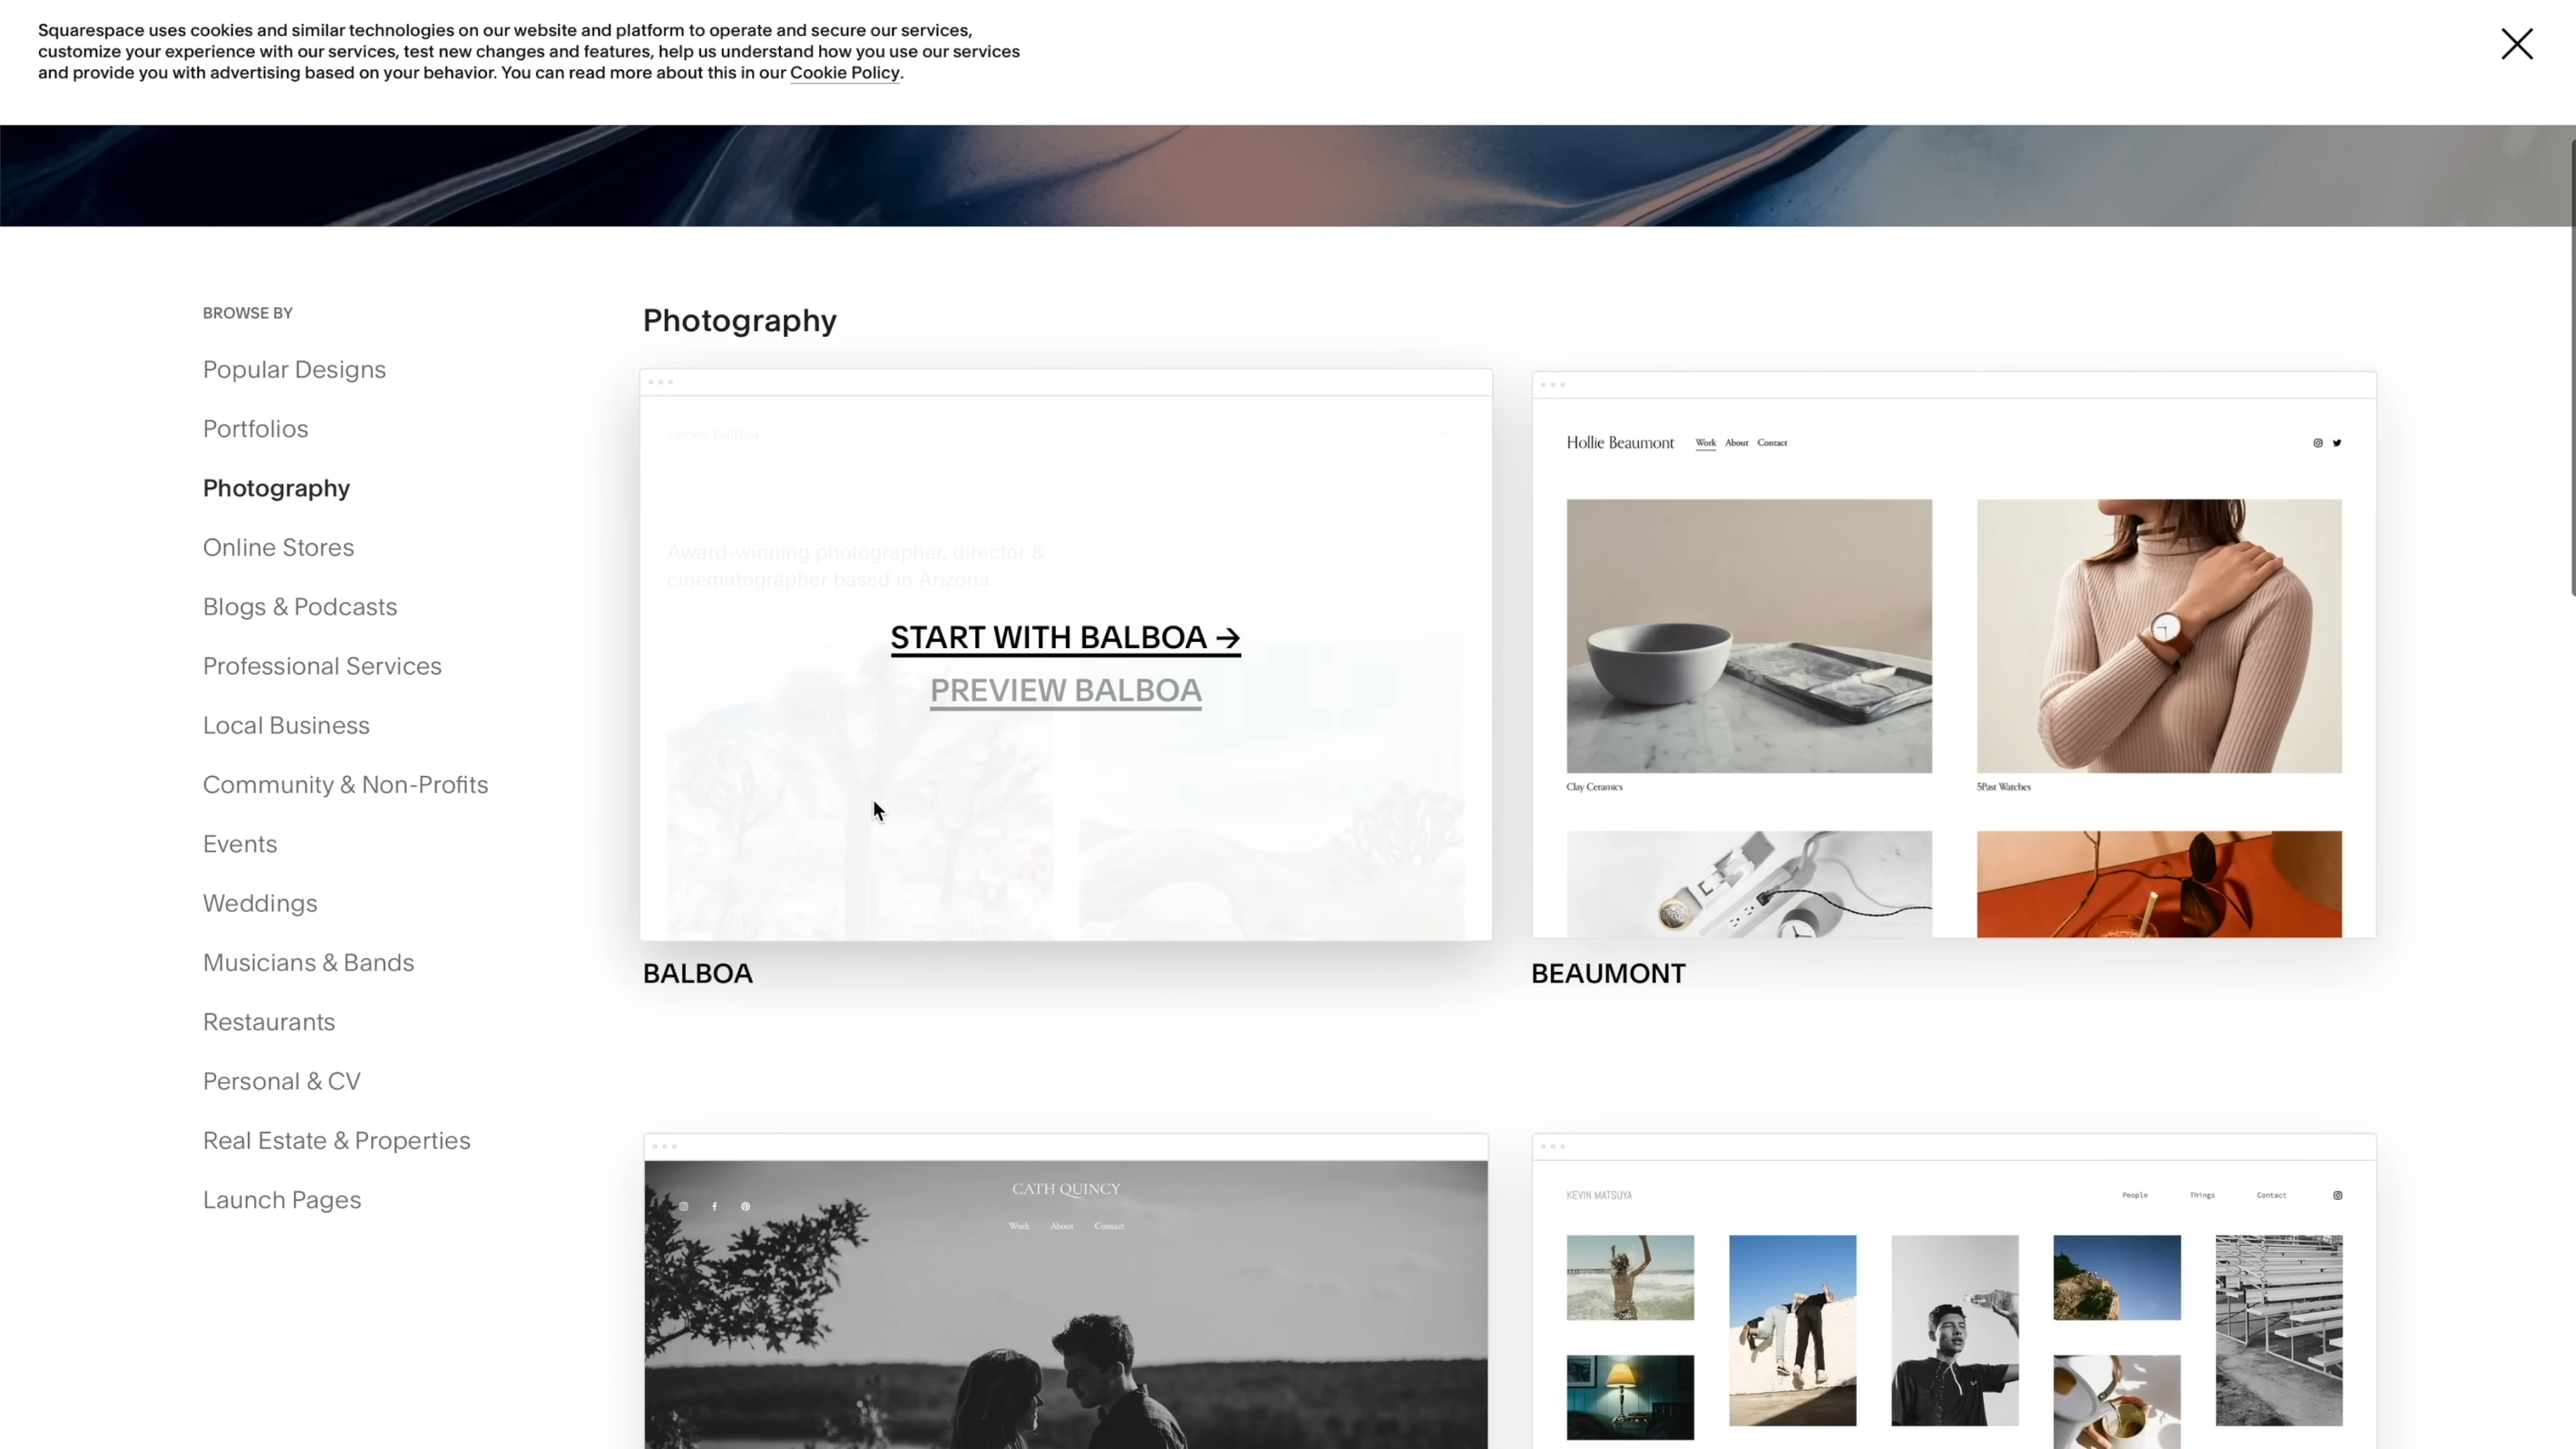 Squarespace uses cookies and similar technologies on our website and platform to operate and secure our services,
customize your experience with our services, test new changes and features, help us understand how you use our services
and provide you with advertising based on your behavior. You can read more about this in our Cookie Policy.
BROWSE BY
Popular Designs
Portfolios
Photography
Online Stores
Blogs & Podcasts
Professional Services
Local Business
Community & Non-Profits
Events
Weddings
Musicians & Bands
Restaurants
Personal & CV
Real Estate & Properties
Launch Pages
Photography
James Balboa
Award-winning photographer, director &
cinematographer based in Arizona.
START WITH BALBOA →
PREVIEW BALBOA
BALBOA
Hollie Beaumont Work About Contact
Clay Ceramics
5Past Watches
BEAUMONT
CATH QUINCY
Work About Contact
KEVIN MATSUYA People Things Contact